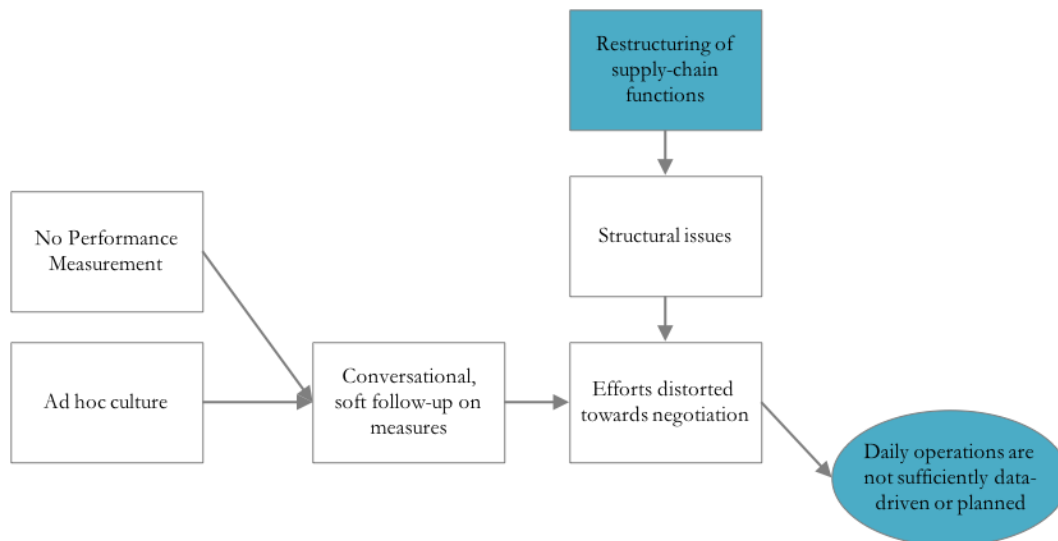 Restructuring of
supply-chain
functions
No Performance
Measurement
Structural issues
Ad hoc culture
Conversational,
soft follow-up on
measures
Efforts distorted
towards negotiation
Daily operations are
not sufficiently data-
driven or planned